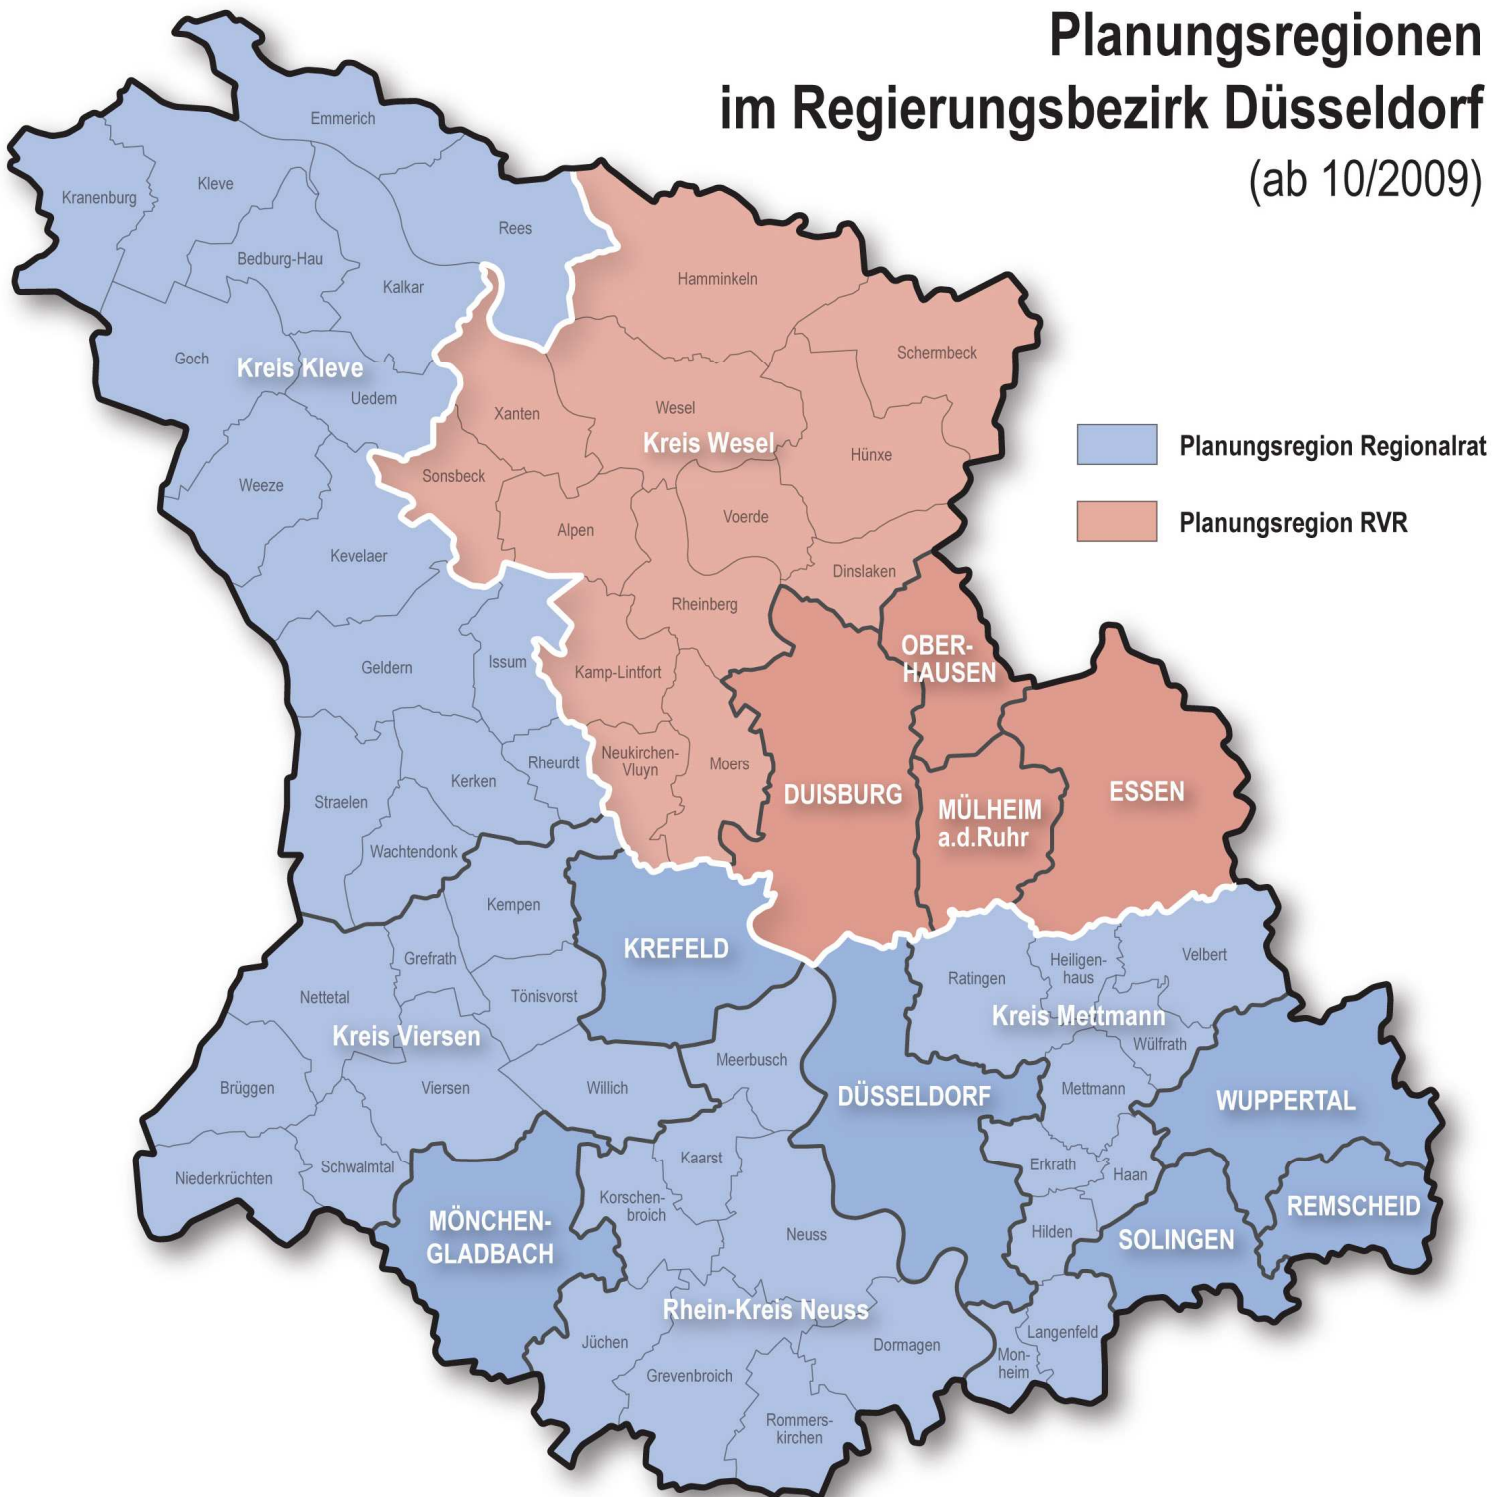 Planungsregionen
im Regierungsbezirk Düsseldorf
(ab 10/2009)
Emmerich
Kranenburg
Kleve
Rees
Bedburg-Hau
Kalkar
Hamminkeln
Goch
Kreis Kleve
Uedem
Schermbeck
Xanten
Wesel
Kreis Wesel
Hünxe
Planungsregion Regionalrat
Planungsregion RVR
Weeze
Sonsbeck
Alpen
Voerde
Kevelaer
Dinslaken
Rheinberg
Geldern
Issum
Kamp-Lintfort
OBER-
HAUSEN
Straelen
Kerken
Rheurdt
Neukirchen-
Vluyn
Moers
DUISBURG
MÜLHEIM
a.d.Ruhr
ESSEN
Wachtendonk
Kempen
KREFELD
Grefrath
Nettetal
Tönisvorst
Kreis Viersen
Ratingen
Heiligen-
haus
Velbert
Kreis Mettmann
Wülfrath
Brüggen
Viersen
Willich
Meerbusch
DÜSSELDORF
Mettmann
WUPPERTAL
Niederkrüchten
Schwalmtal
Kaarst
Erkrath
Haan
MÖNCHEN-
GLADBACH
Korschen-
broich
Neuss
Hilden
SOLINGEN
REMSCHEID
Rhein-Kreis Neuss
Jüchen
Dormagen
Langenfeld
Mon-
heim
Grevenbroich
Rommers-
kirchen